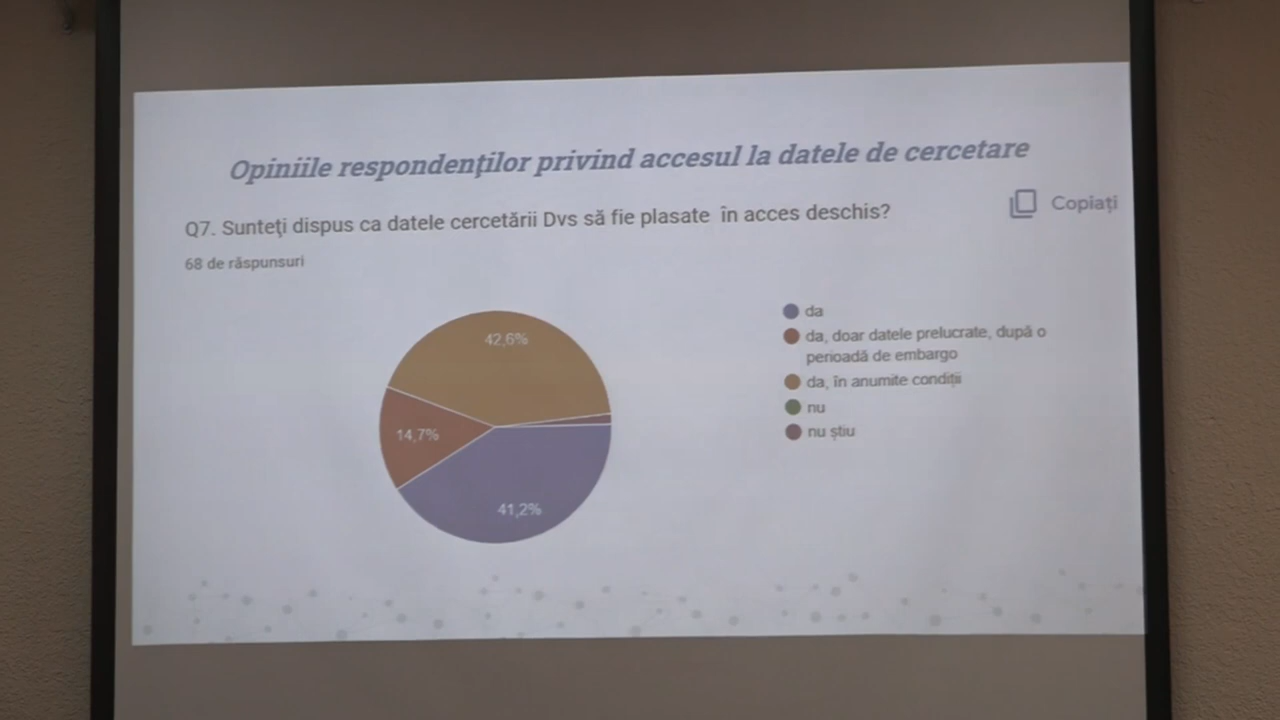 Opiniile respondenților privind accesul la datele de cercetare
Q7. Sunteți dispus ca datele cercetării Dvs să fie plasate în acces deschis?
Copiați
68 de răspunsuri
42,6%
14,7%
41,2%
da
da, doar datele prelucrate, după o
perioadă de embargo
da, în anumite condiții
nu
nu știu